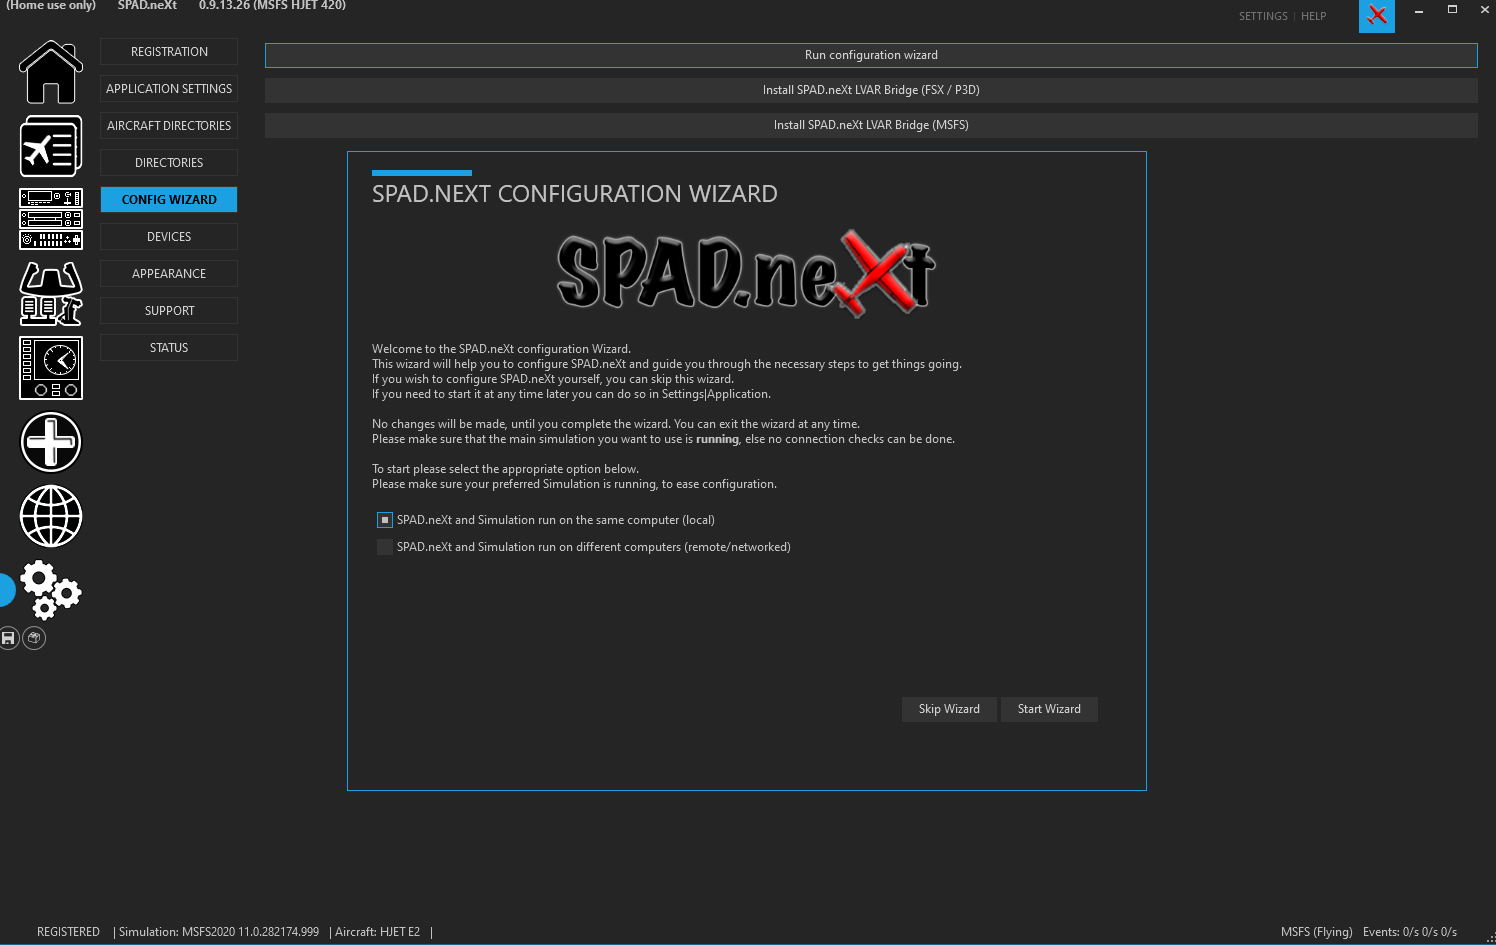 (Home use only) SPAD.neXt 0.9.13.26 (MSFS HJET 420)
SETTINGS | HELP
REGISTRATION
APPLICATION SETTINGS
AIRCRAFT DIRECTORIES
DIRECTORIES
CONFIG WIZARD
DEVICES
APPEARANCE
SUPPORT
STATUS
Run configuration wizard
Install SPAD.neXt LVAR Bridge (FSX / P3D)
Install SPAD.neXt LVAR Bridge (MSFS)
SPAD.NEXT CONFIGURATION WIZARD
SPAD.neXt
Welcome to the SPAD.neXt configuration Wizard.
This wizard will help you to configure SPAD.neXt and guide you through the necessary steps to get things going.
If you wish to configure SPAD.neXt yourself, you can skip this wizard.
If you need to start it at any time later you can do so in Settings|Application.
No changes will be made, until you complete the wizard. You can exit the wizard at any time.
Please make sure that the main simulation you want to use is running, else no connection checks can be done.
To start please select the appropriate option below.
Please make sure your preferred Simulation is running, to ease configuration.
SPAD.neXt and Simulation run on the same computer (local)
SPAD.neXt and Simulation run on different computers (remote/networked)
Skip Wizard Start Wizard
REGISTERED | Simulation: MSFS2020 11.0.282174.999 | Aircraft: HJET E2 |
MSFS (Flying) Events: 0/s 0/s 0/s